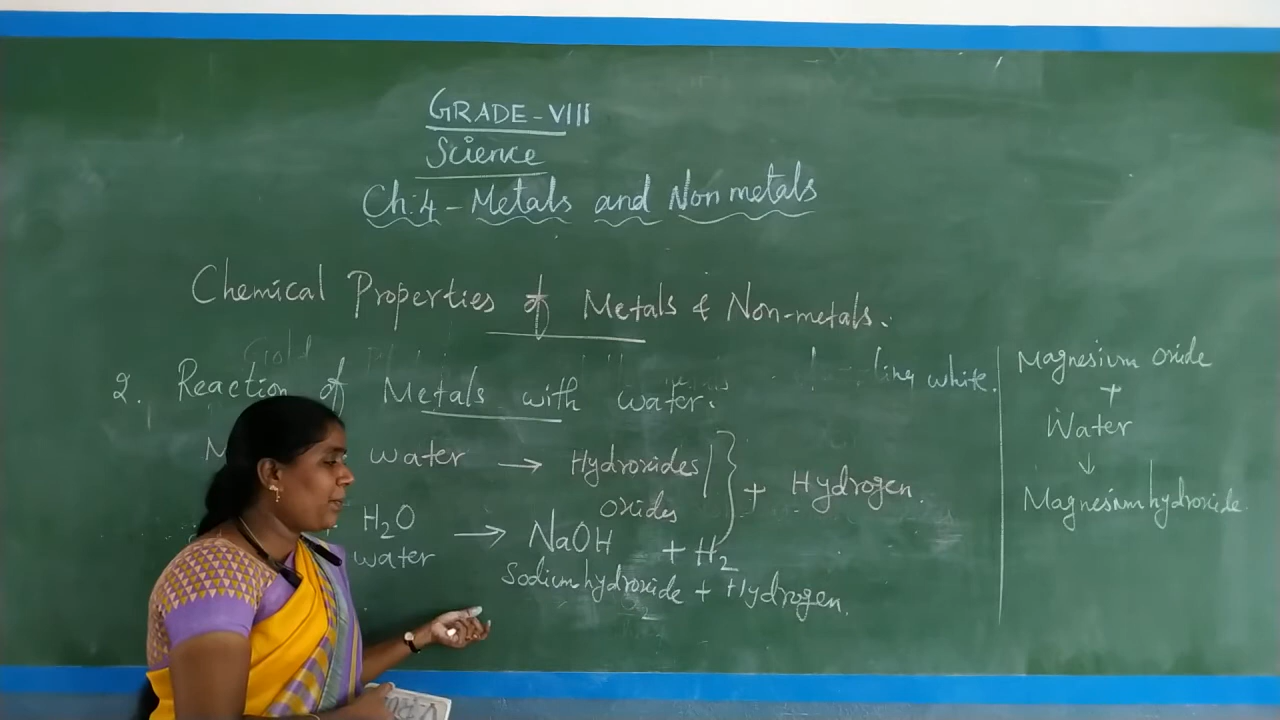 GRADE-VIII
Science
Ch:4 - Metals and Non metals
Chemical Properties of Metals & Non-metals.
Gold
2. Reaction of Metals with water.
water → Hydroxides
oxides
+ Hydrogen.
H₂O → NaOH + H₂
water
Sodium hydroxide + Hydrogen.
white.
Magnesium oxide
+
Water
↓
Magnesium hydroxide